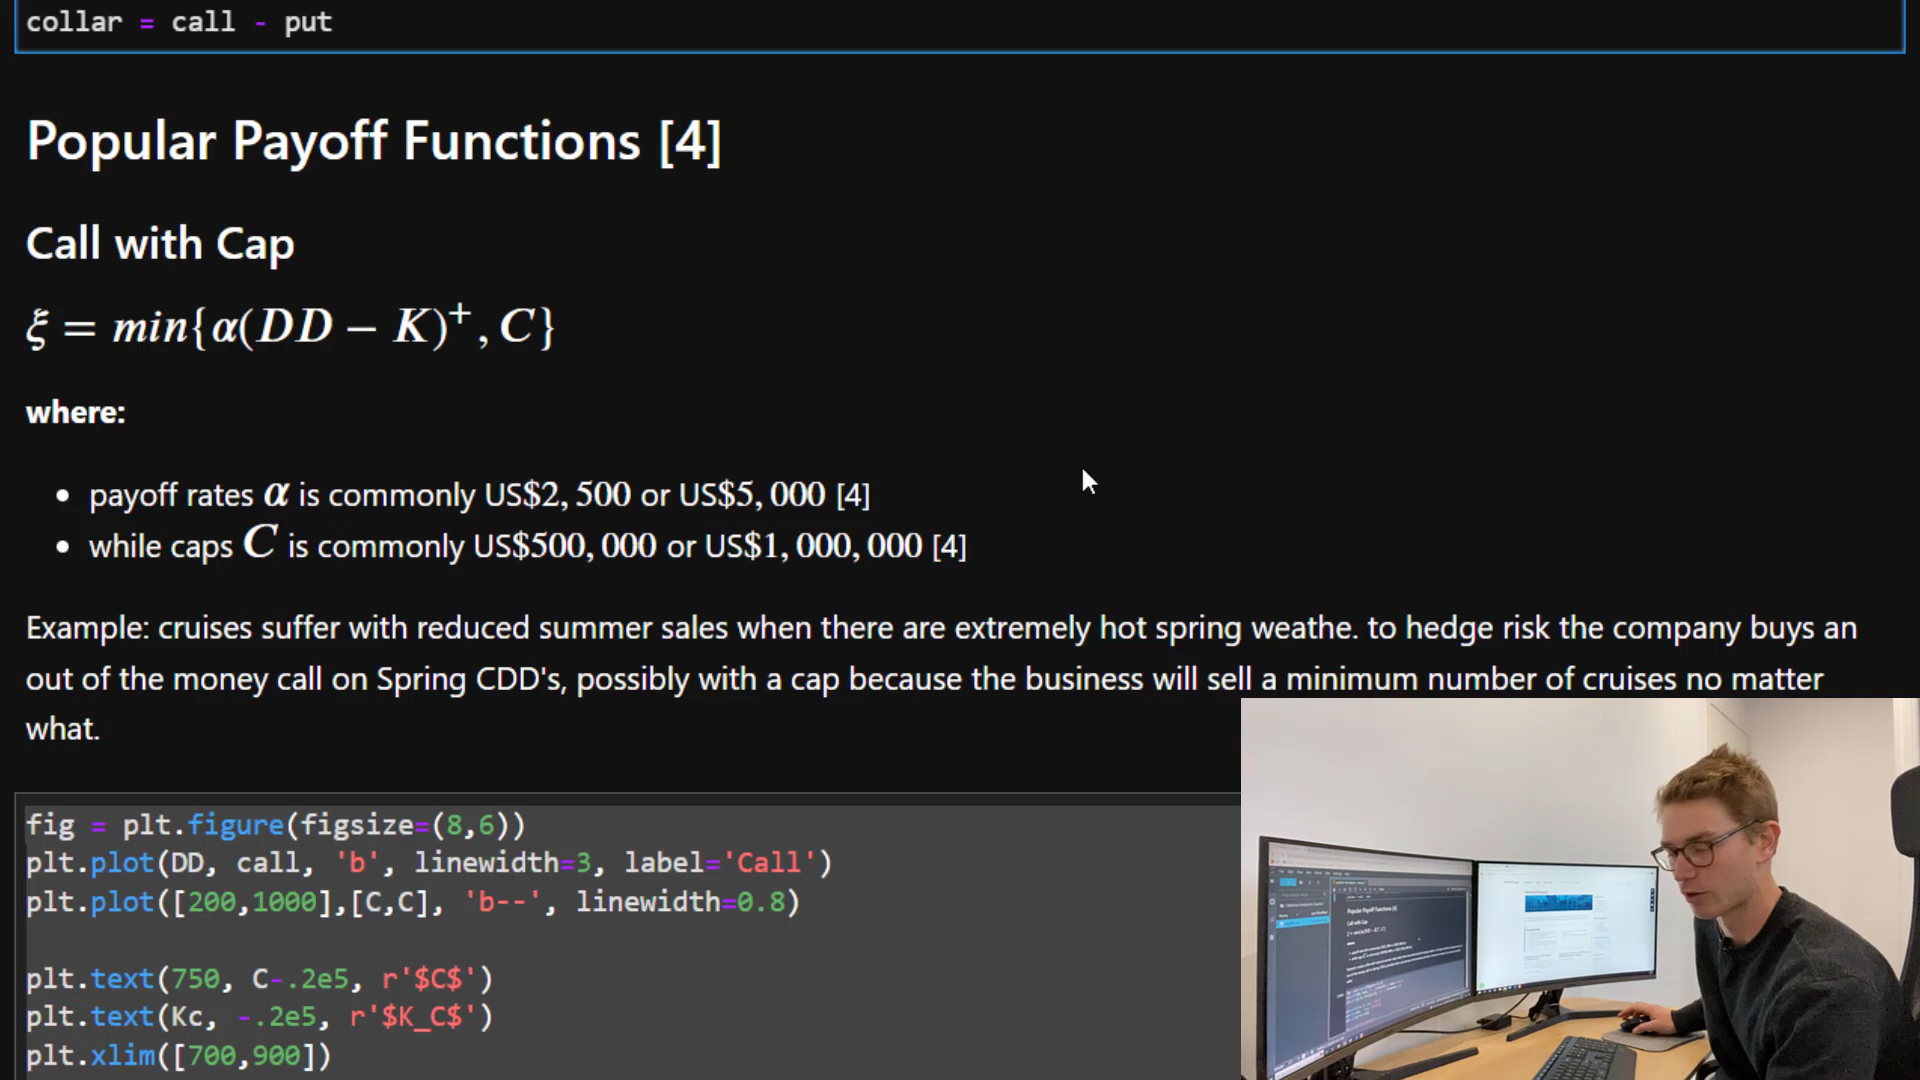 collar = call - put
Popular Payoff Functions [4]
Call with Cap
ξ = min{α(DD − K)⁺, C}
where:
• payoff rates α is commonly US$2, 500 or US$5, 000 [4]
• while caps C is commonly US$500, 000 or US$1, 000, 000 [4]
Example: cruises suffer with reduced summer sales when there are extremely hot spring weathe. to hedge risk the company buys an
out of the money call on Spring CDD's, possibly with a cap because the business will sell a minimum number of cruises no matter
what.
fig = plt.figure(figsize=(8,6))
plt.plot(DD, call, 'b', linewidth=3, label='Call')
plt.plot([200,1000],[C,C], 'b--', linewidth=0.8)
plt.text(750, C-.2e5, r'$C$')
plt.text(Kc, -.2e5, r'$K_C$')
plt.xlim([700,900])